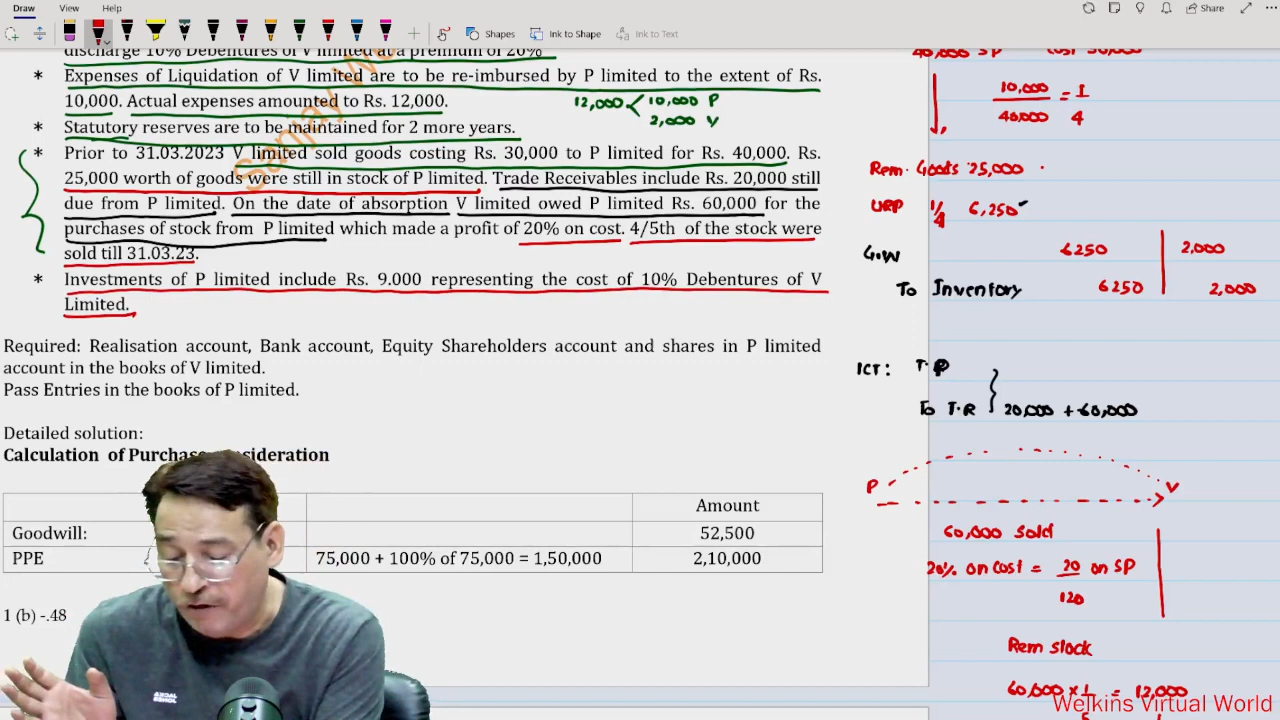 Draw View Help Share
Shapes Ink to Shape Ink to Text
discharge 10% Debentures of V limited at a premium of 20%
* Expenses of Liquidation of V limited are to be re-imbursed by P limited to the extent of Rs.
10,000. Actual expenses amounted to Rs. 12,000.
12,000 < 10,000 P
2,000 V
* Statutory reserves are to be maintained for 2 more years.
* Prior to 31.03.2023 V limited sold goods costing Rs. 30,000 to P limited for Rs. 40,000. Rs.
25,000 worth of goods were still in stock of P limited. Trade Receivables include Rs. 20,000 still
due from P limited. On the date of absorption V limited owed P limited Rs. 60,000 for the
purchases of stock from P limited which made a profit of 20% on cost. 4/5th of the stock were
sold till 31.03.23.
* Investments of P limited include Rs. 9.000 representing the cost of 10% Debentures of V
Limited.
Required: Realisation account, Bank account, Equity Shareholders account and shares in P limited
account in the books of V limited.
Pass Entries in the books of P limited.
Detailed solution:
Calculation of Purchase consideration
Amount
Goodwill: 52,500
PPE 75,000 + 100% of 75,000 = 1,50,000 2,10,000
1 (b) -.48
40,000 SP Cost 30,000
10,000 = 1
40,000 4
Rem. Goods 25,000
URP 1/4 6,250
G.W 6250 2,000
To Inventory 6250 2,000
ICT: T.P
To T.R } 20,000 + 60,000
P V
60,000 sold
20% on Cost = 20 on SP
120
Rem stock
60,000 x 1 = 12,000
5
Welkins Virtual World